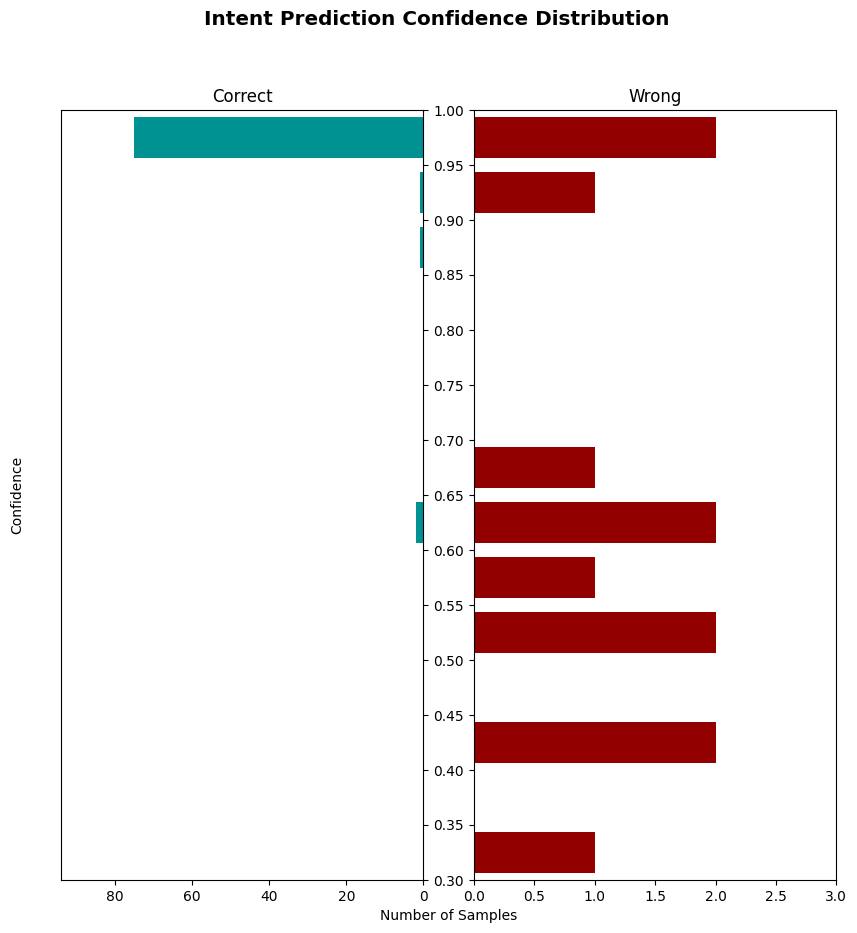 Intent Prediction Confidence Distribution
Correct
Wrong
1.00
0.95
0.90
0.85
0.80
0.75
0.70
0.65
0.60
0.55
0.50
0.45
0.40
0.35
0.30
Confidence
80 60 40 20 0
0.0 0.5 1.0 1.5 2.0 2.5 3.0
Number of Samples